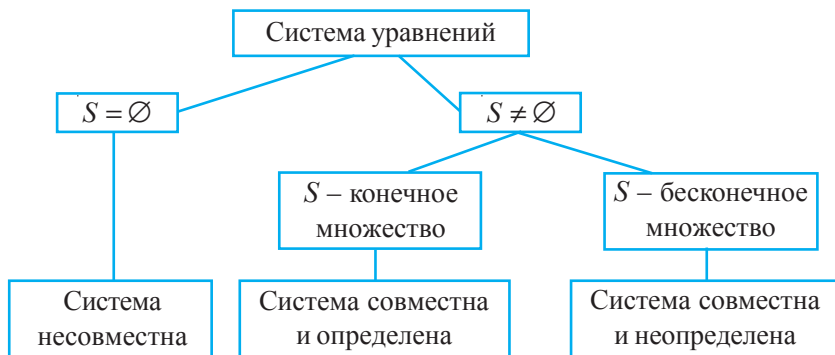 Система уравнений
S = ∅
S ≠ ∅
S – конечное
множество
S – бесконечное
множество
Система
несовместна
Система совместна
и определена
Система совместна
и неопределена